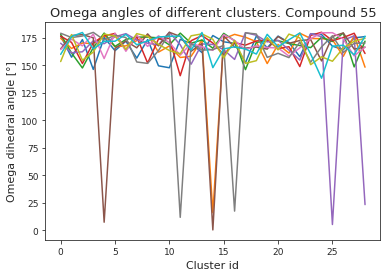 Omega angles of different clusters. Compound 55
175
150
125
100
75
50
25
0
Omega dihedral angle [°]
0 5 10 15 20 25
Cluster id